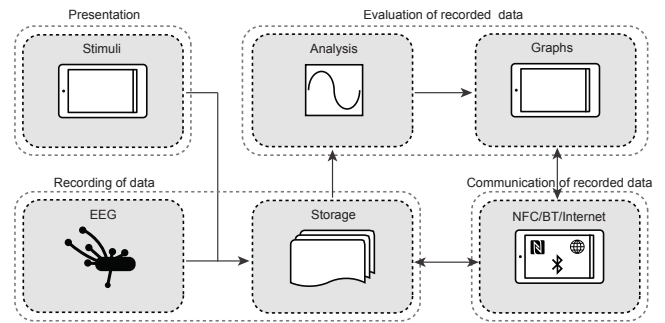 Presentation
Evaluation of recorded data
Stimuli
Analysis
Graphs
Recording of data
Communication of recorded data
EEG
Storage
NFC/BT/Internet